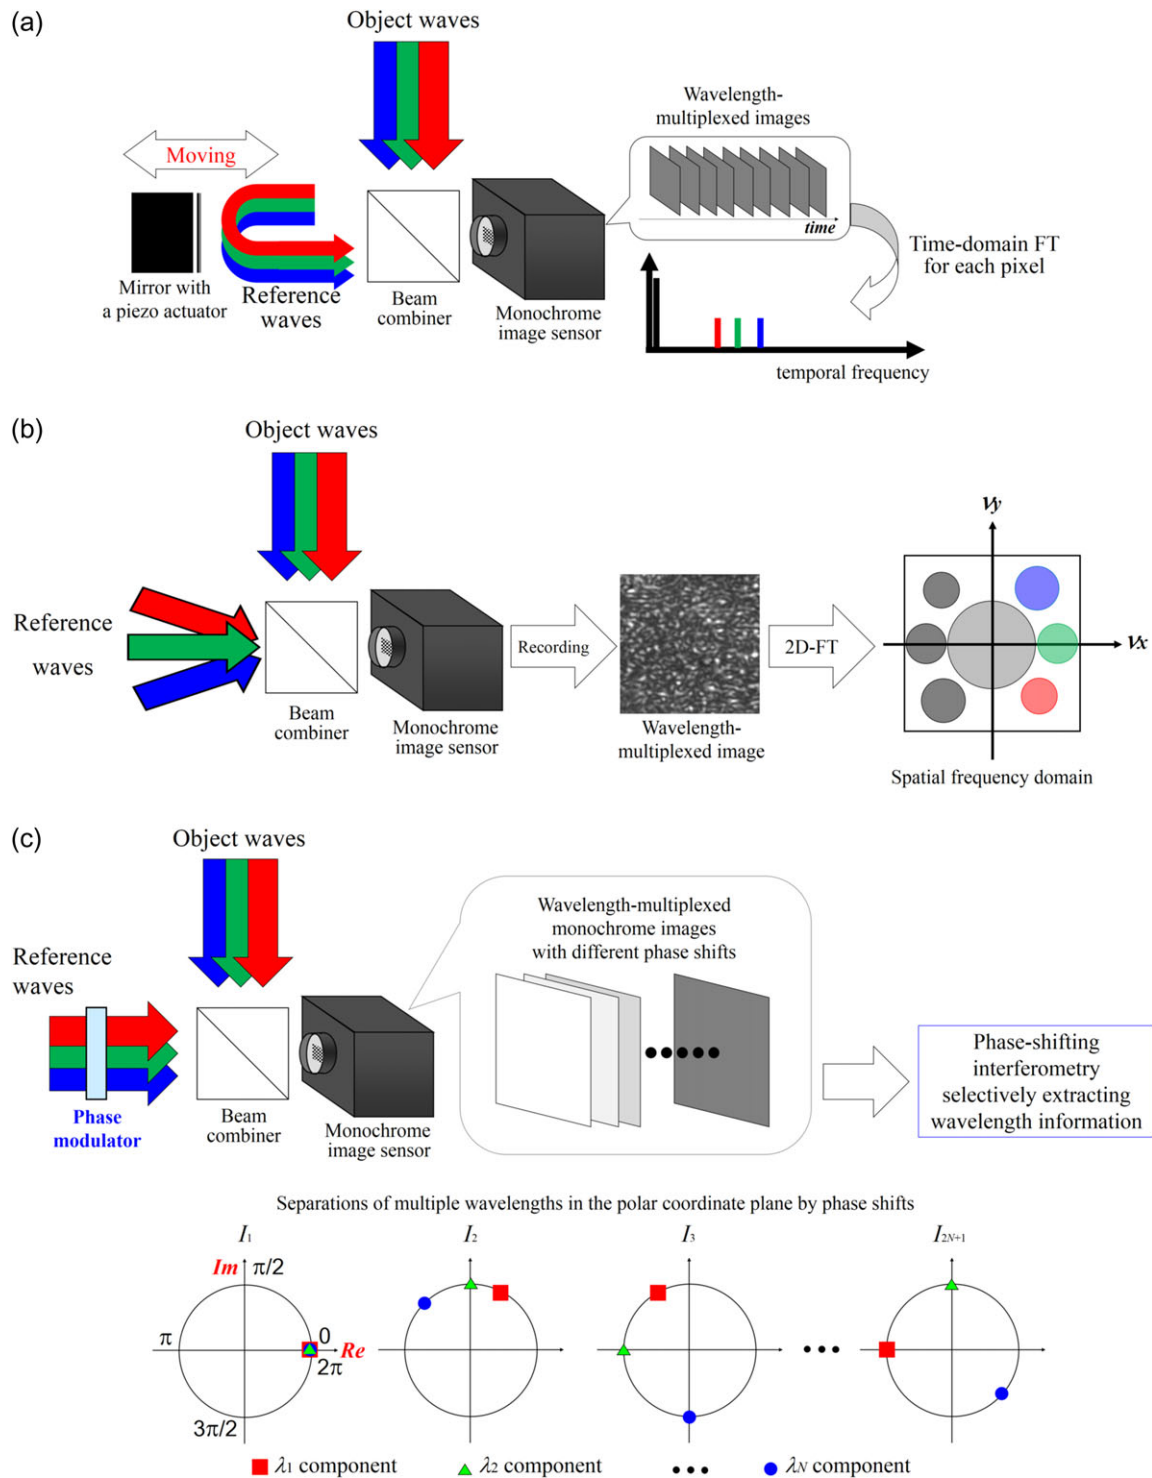 (a)
Object waves
Wavelength-
multiplexed images
Moving
time
Time-domain FT
for each pixel
Mirror with
a piezo actuator
Reference
waves
Beam
combiner
Monochrome
image sensor
temporal frequency
(b)
Object waves
νy
Reference
waves
Recording
2D-FT
νx
Beam
combiner
Monochrome
image sensor
Wavelength-
multiplexed image
Spatial frequency domain
(c)
Object waves
Wavelength-multiplexed
monochrome images
with different phase shifts
Reference
waves
Phase-shifting
interferometry
selectively extracting
wavelength information
Phase
modulator
Beam
combiner
Monochrome
image sensor
Separations of multiple wavelengths in the polar coordinate plane by phase shifts
I1 I2 I3 I2N+1
Im π/2
π 0 Re
2π
3π/2
λ1 component λ2 component ••• λN component